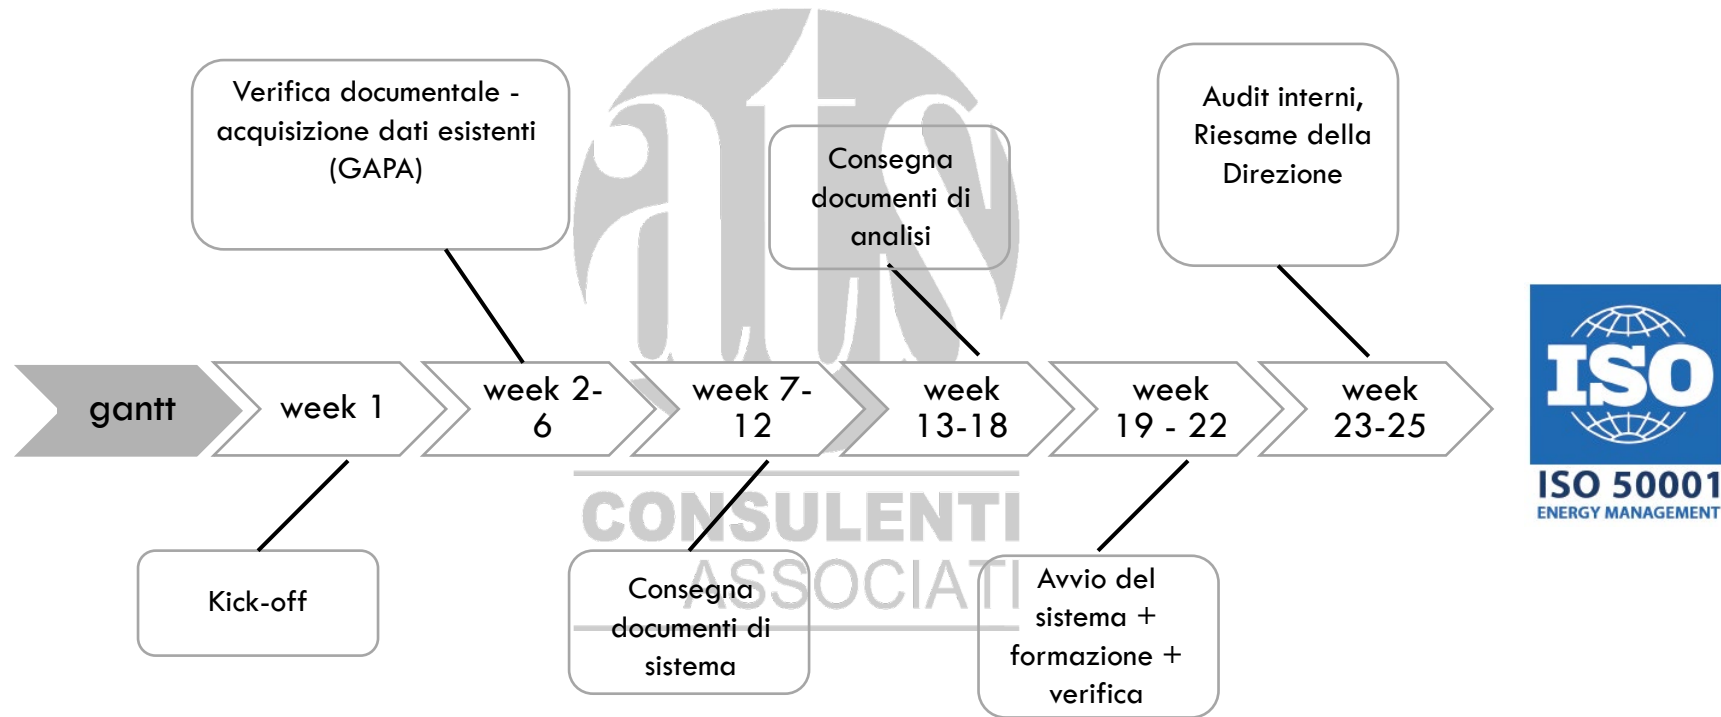 Verifica documentale -
acquisizione dati esistenti
(GAPA)
Consegna
documenti di
analisi
Audit interni,
Riesame della
Direzione
ats
gantt
week 1
week 2-
6
week 7-
12
week
13-18
week
19 - 22
week
23-25
ISO
ISO 50001
ENERGY MANAGEMENT
CONSULENTI
ASSOCIATI
Kick-off
Consegna
documenti di
sistema
Avvio del
sistema +
formazione +
verifica